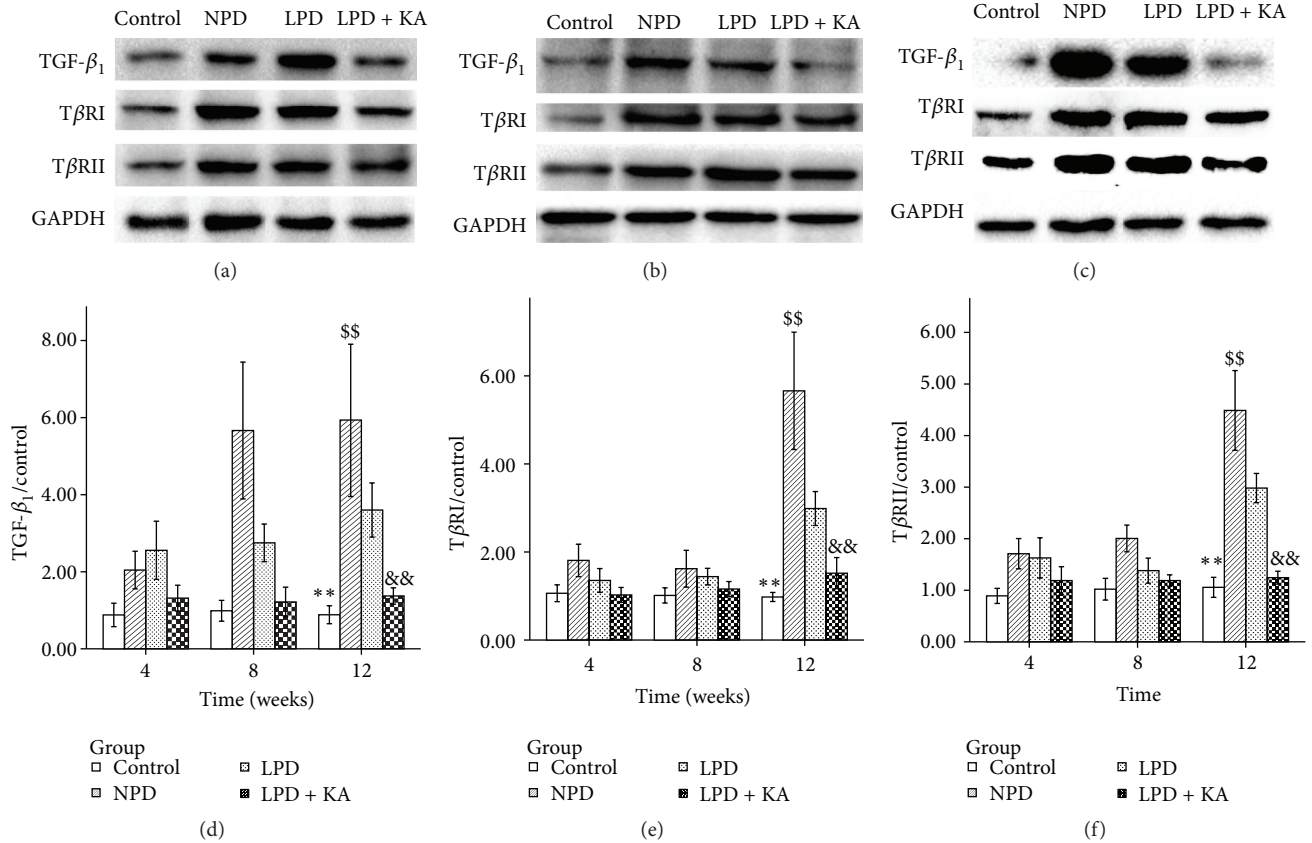 Control NPD LPD LPD + KA
TGF-β1
TβRI
TβRII
GAPDH
(a)
Control NPD LPD LPD + KA
TGF-β1
TβRI
TβRII
GAPDH
(b)
Control NPD LPD LPD + KA
TGF-β1
TβRI
TβRII
GAPDH
(c)
TGF-β1/control
8.00
6.00
4.00
2.00
0.00
$$
**
&&
4 8 12
Time (weeks)
Group
Control LPD
NPD LPD + KA
(d)
TβRI/control
6.00
4.00
2.00
0.00
$$
**
&&
4 8 12
Time (weeks)
Group
Control LPD
NPD LPD + KA
(e)
TβRII/control
6.00
5.00
4.00
3.00
2.00
1.00
0.00
$$
**
&&
4 8 12
Time
Group
Control LPD
NPD LPD + KA
(f)